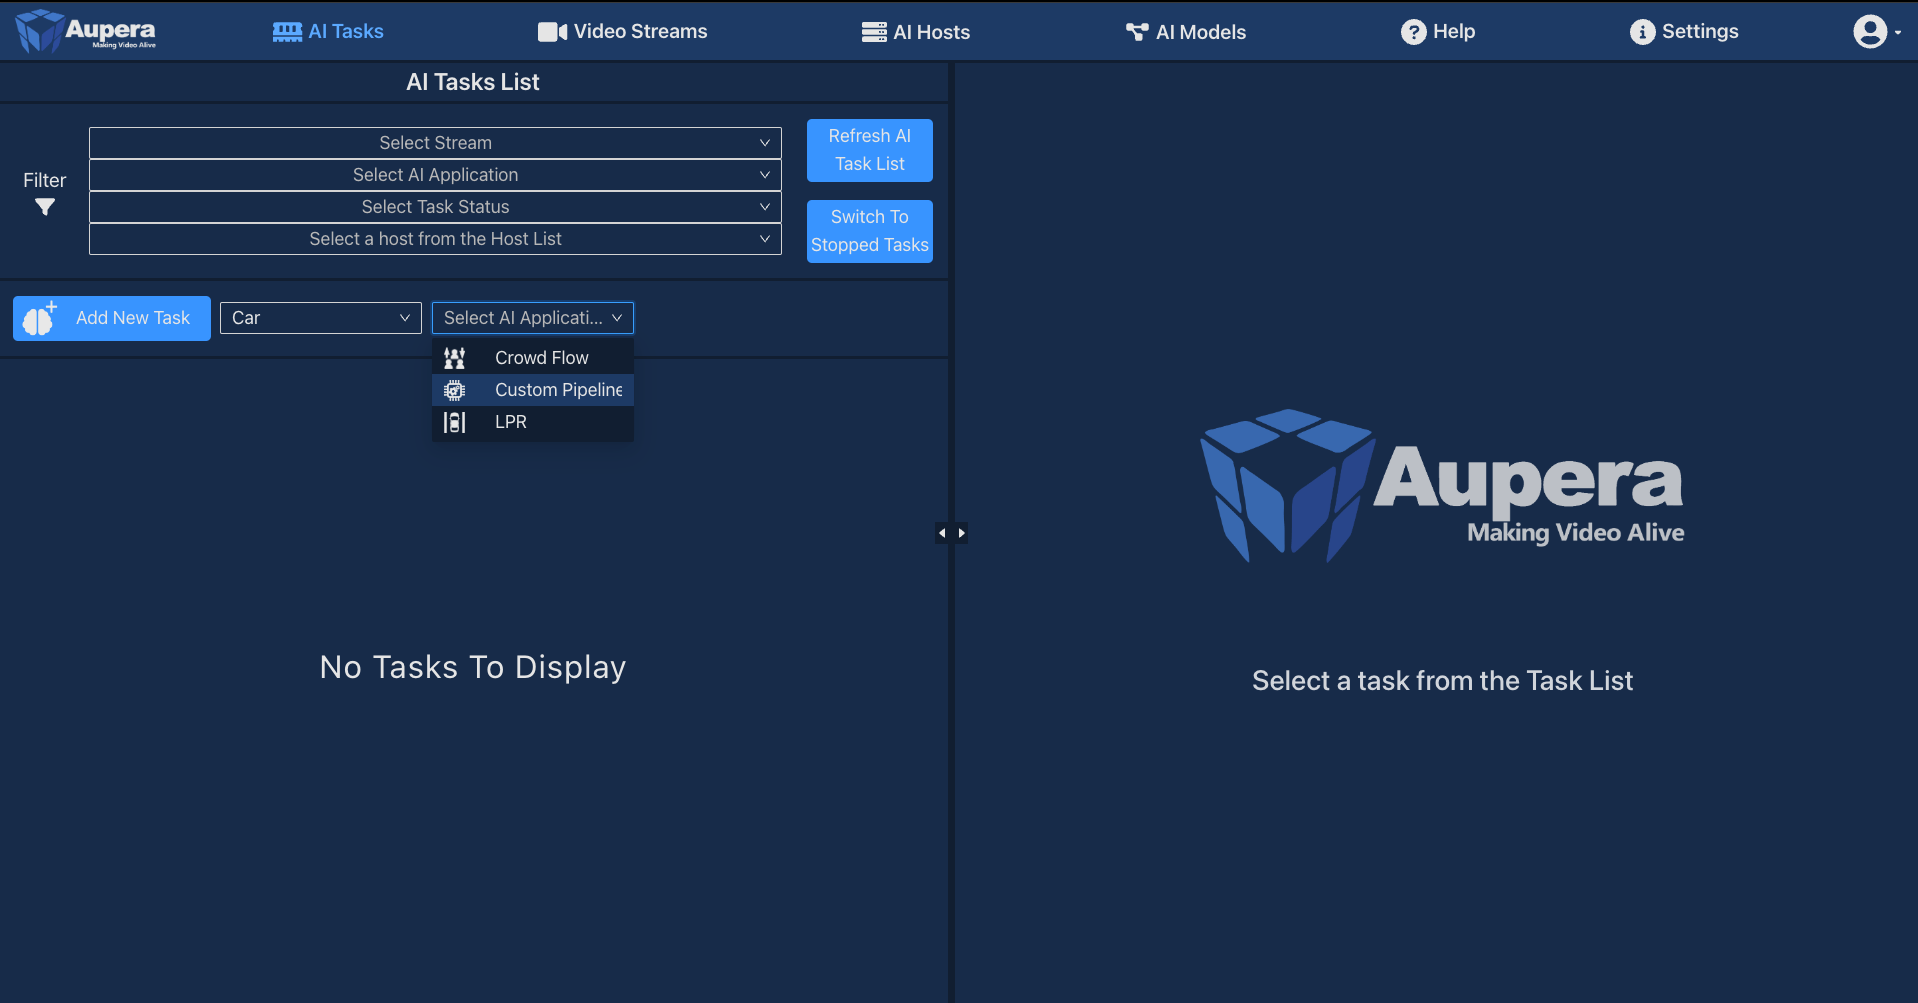 Aupera
Making Video Alive
AI Tasks
Video Streams
AI Hosts
AI Models
Help
Settings
AI Tasks List
Filter
Select Stream
Select AI Application
Select Task Status
Select a host from the Host List
Refresh AI
Task List
Switch To
Stopped Tasks
Add New Task
Car
Select AI Applicati...
Crowd Flow
Custom Pipeline
LPR
No Tasks To Display
Aupera
Making Video Alive
Select a task from the Task List